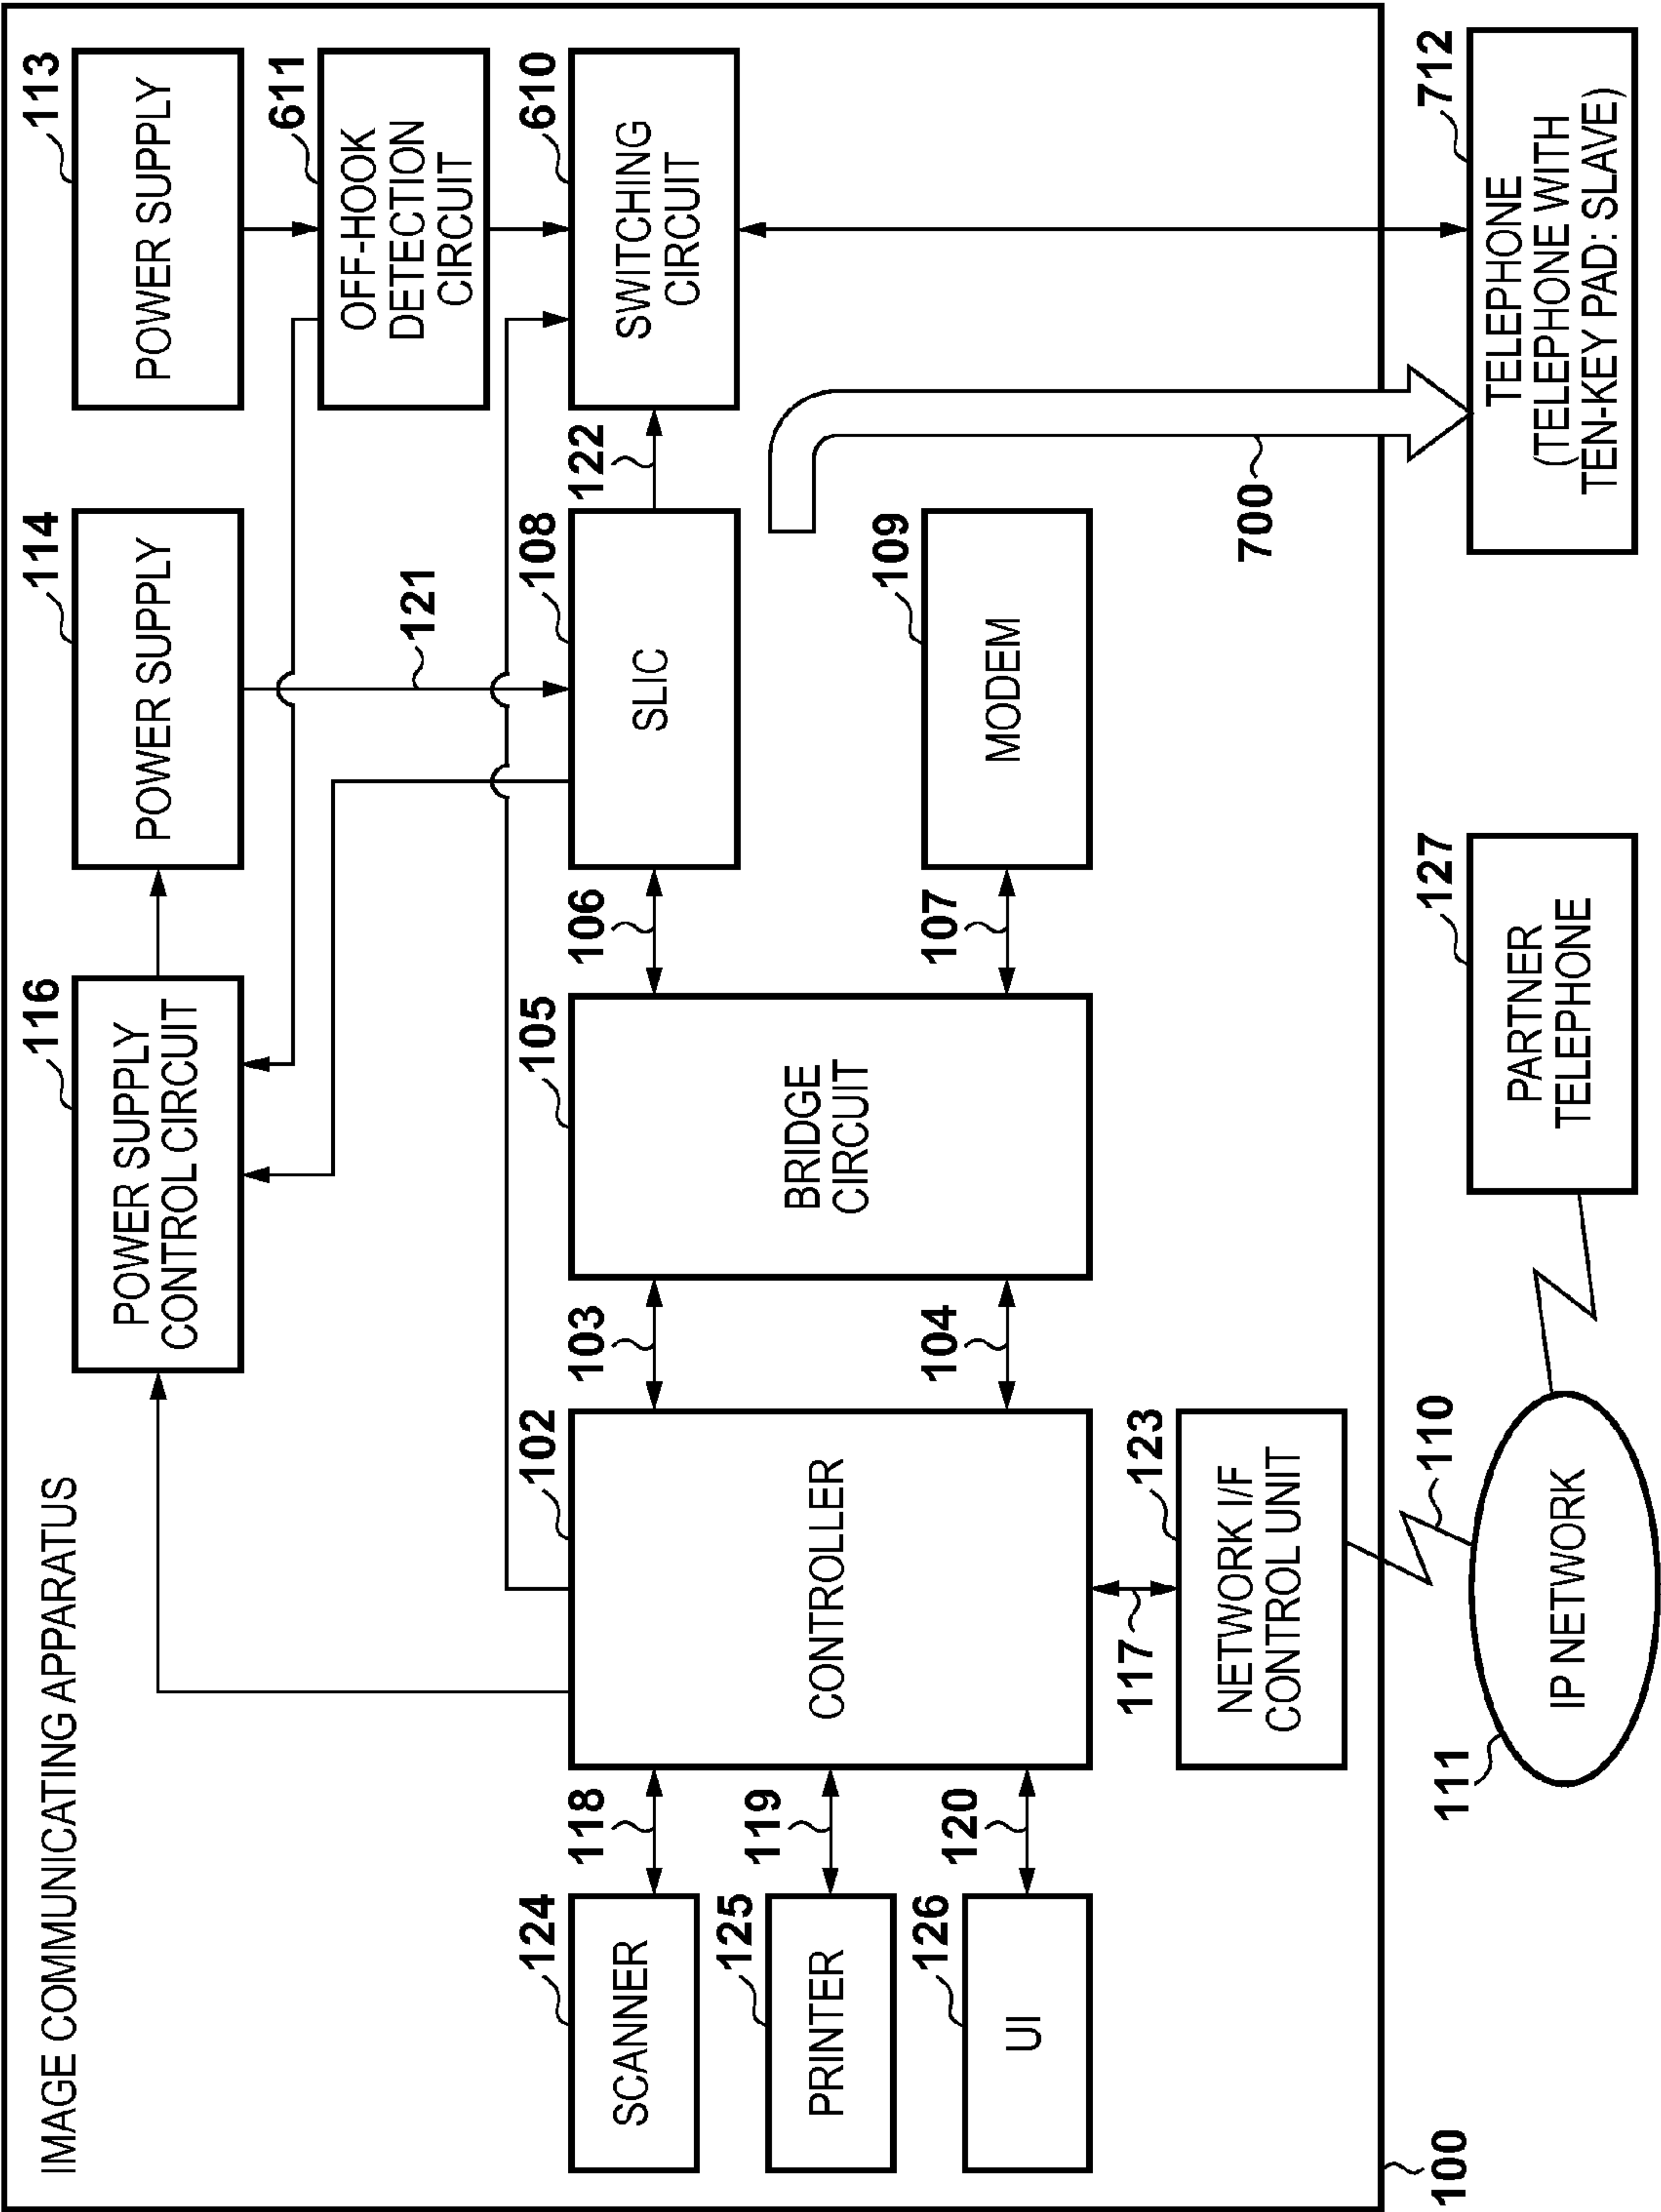 IMAGE COMMUNICATING APPARATUS
116
POWER SUPPLY
CONTROL CIRCUIT
114
POWER SUPPLY
113
POWER SUPPLY
121
611
OFF-HOOK
DETECTION
CIRCUIT
124
SCANNER
118
102
CONTROLLER
103
105
BRIDGE
CIRCUIT
106
108
SLIC
122
610
SWITCHING
CIRCUIT
125
PRINTER
119
126
UI
120
104
107
109
MODEM
117
123
NETWORK I/F
CONTROL UNIT
700
100
110
111
IP NETWORK
127
PARTNER
TELEPHONE
712
TELEPHONE
(TELEPHONE WITH
TEN-KEY PAD: SLAVE)